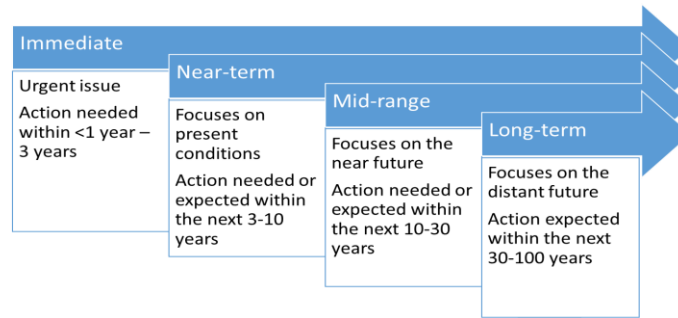 Immediate
Urgent issue
Action needed
within <1 year –
3 years
Near-term
Focuses on
present
conditions
Action needed or
expected within
the next 3-10
years
Mid-range
Focuses on the
near future
Action needed or
expected within
the next 10-30
years
Long-term
Focuses on the
distant future
Action expected
within the next
30-100 years